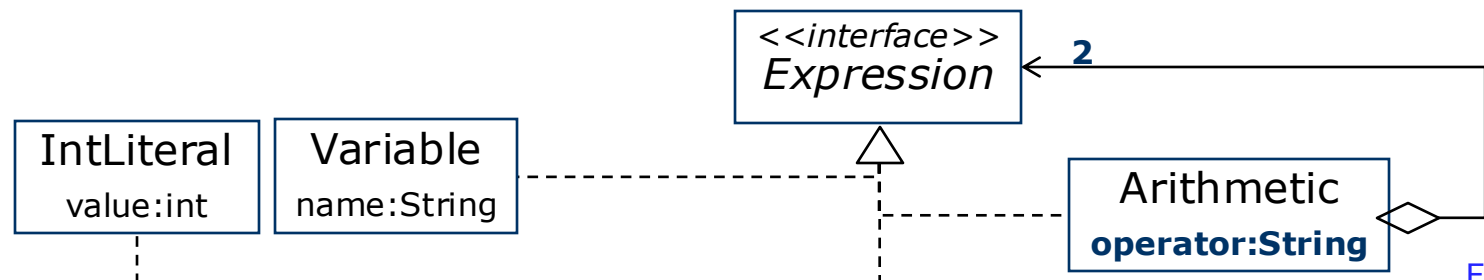 <<interface>>
Expression
2
IntLiteral
value:int
Variable
name:String
Arithmetic
operator:String